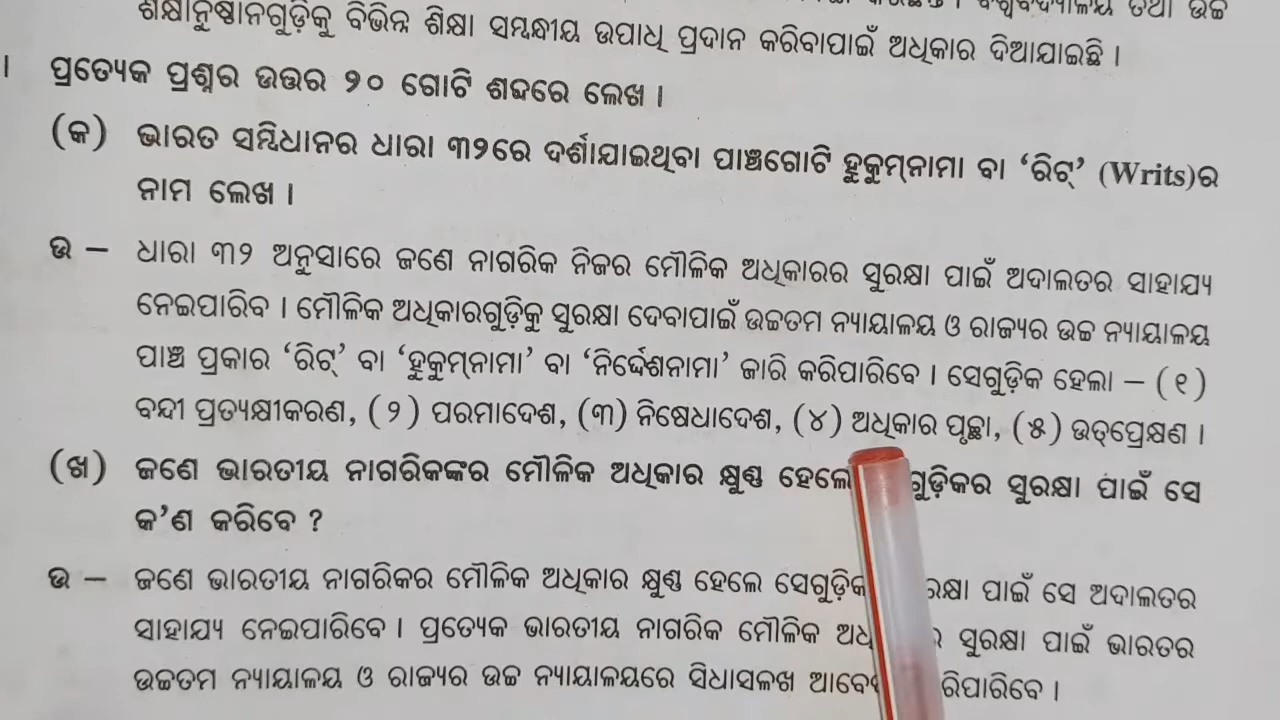 ଶିକ୍ଷାନୁଷ୍ଠାନଗୁଡ଼ିକୁ ବିଭିନ୍ନ ଶିକ୍ଷା ସମ୍ବନ୍ଧୀୟ ଉପାଧି ପ୍ରଦାନ କରିବାପାଇଁ ଅଧିକାର ଦିଆଯାଇଛି ।
। ପ୍ରତ୍ୟେକ ପ୍ରଶ୍ନର ଉତ୍ତର ୨୦ ଗୋଟି ଶବ୍ଦରେ ଲେଖ ।
(କ) ଭାରତ ସମ୍ବିଧାନର ଧାରା ୩୨ରେ ଦର୍ଶାଯାଇଥିବା ପାଞ୍ଚଗୋଟି ହୁକୁମ୍‌ନାମା ବା ‘ରିଟ୍’ (Writs)ର
ନାମ ଲେଖ ।
ଉ – ଧାରା ୩୨ ଅନୁସାରେ ଜଣେ ନାଗରିକ ନିଜର ମୌଳିକ ଅଧିକାରର ସୁରକ୍ଷା ପାଇଁ ଅଦାଲତର ସାହାଯ୍ୟ
ନେଇପାରିବ । ମୌଳିକ ଅଧିକାରଗୁଡ଼ିକୁ ସୁରକ୍ଷା ଦେବାପାଇଁ ଉଚ୍ଚତମ ନ୍ୟାୟାଳୟ ଓ ରାଜ୍ୟର ଉଚ୍ଚ ନ୍ୟାୟାଳୟ
ପାଞ୍ଚ ପ୍ରକାର ‘ରିଟ୍’ ବା ‘ହୁକୁମ୍‌ନାମା’ ବା ‘ନିର୍ଦ୍ଦେଶନାମା’ ଜାରି କରିପାରିବେ । ସେଗୁଡ଼ିକ ହେଲା – (୧)
ବନ୍ଦୀ ପ୍ରତ୍ୟକ୍ଷୀକରଣ, (୨) ପରମାଦେଶ, (୩) ନିଷେଧାଦେଶ, (୪) ଅଧିକାର ପୃଚ୍ଛା, (୫) ଉତ୍‌ପ୍ରେକ୍ଷଣ ।
(ଖ) ଜଣେ ଭାରତୀୟ ନାଗରିକଙ୍କର ମୌଳିକ ଅଧିକାର କ୍ଷୁଣ୍ଣ ହେଲେ ଗୁଡ଼ିକର ସୁରକ୍ଷା ପାଇଁ ସେ
କ’ଣ କରିବେ ?
ଉ – ଜଣେ ଭାରତୀୟ ନାଗରିକର ମୌଳିକ ଅଧିକାର କ୍ଷୁଣ୍ଣ ହେଲେ ସେଗୁଡ଼ିକ ରକ୍ଷା ପାଇଁ ସେ ଅଦାଲତର
ସାହାଯ୍ୟ ନେଇପାରିବେ । ପ୍ରତ୍ୟେକ ଭାରତୀୟ ନାଗରିକ ମୌଳିକ ସୁରକ୍ଷା ପାଇଁ ଭାରତର
ଉଚ୍ଚତମ ନ୍ୟାୟାଳୟ ଓ ରାଜ୍ୟର ଉଚ୍ଚ ନ୍ୟାୟାଳୟରେ ସିଧାସଳଖ ରିପାରିବେ ।